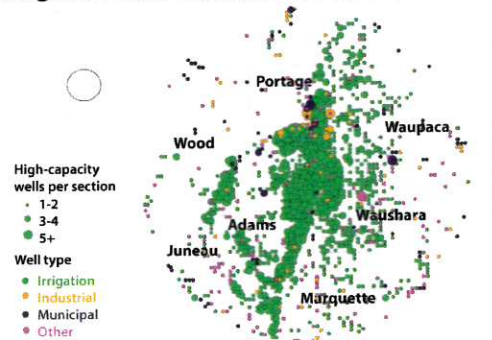 Portage
Waupaca
Wood
High-capacity
wells per section
1-2
3-4
5+
Waushara
Adams
Well type
Juneau
Irrigation
Industrial
Marquette
Municipal
Other